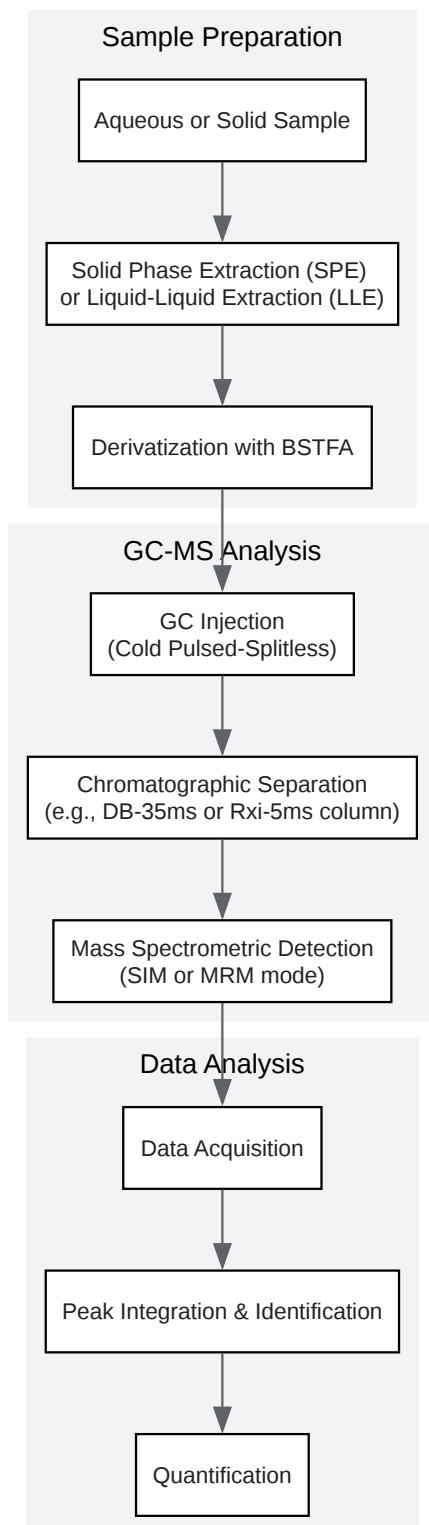 Sample Preparation
Aqueous or Solid Sample
Solid Phase Extraction (SPE)
or Liquid-Liquid Extraction (LLE)
Derivatization with BSTFA
GC-MS Analysis
GC Injection
(Cold Pulsed-Splitless)
Chromatographic Separation
(e.g., DB-35ms or Rxi-5ms column)
Mass Spectrometric Detection
(SIM or MRM mode)
Data Analysis
Data Acquisition
Peak Integration & Identification
Quantification